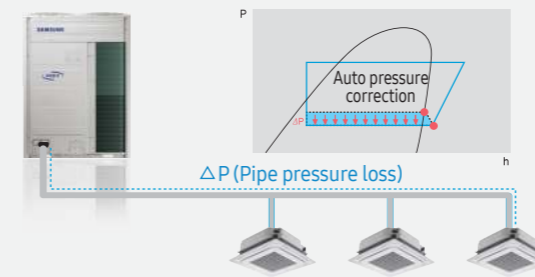 SAMSUNG
P
Auto pressure
correction
ΔP
h
△P (Pipe pressure loss)